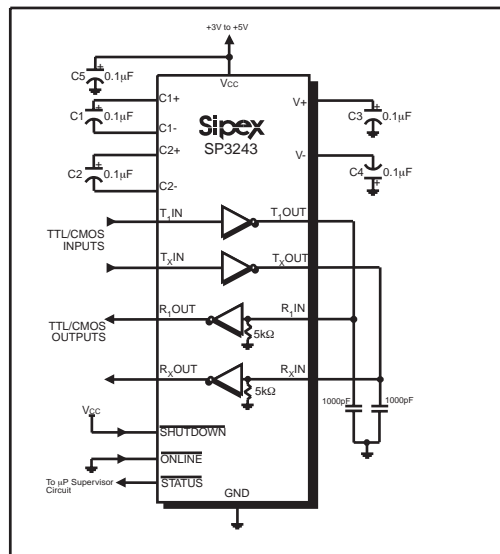 +3V to +5V
VCC
C5
+
0.1µF
C1
+
0.1µF
C1+
C1-
C2
+
0.1µF
C2+
C2-
Sipex
SP3243
V+
C3
+
0.1µF
V-
C4
0.1µF
+
TTL/CMOS
INPUTS
T1IN
T1OUT
TXIN
TXOUT
TTL/CMOS
OUTPUTS
R1OUT
R1IN
5kΩ
RXOUT
RXIN
5kΩ
1000pF
1000pF
VCC
SHUTDOWN
ONLINE
To µP Supervisor
Circuit
STATUS
GND